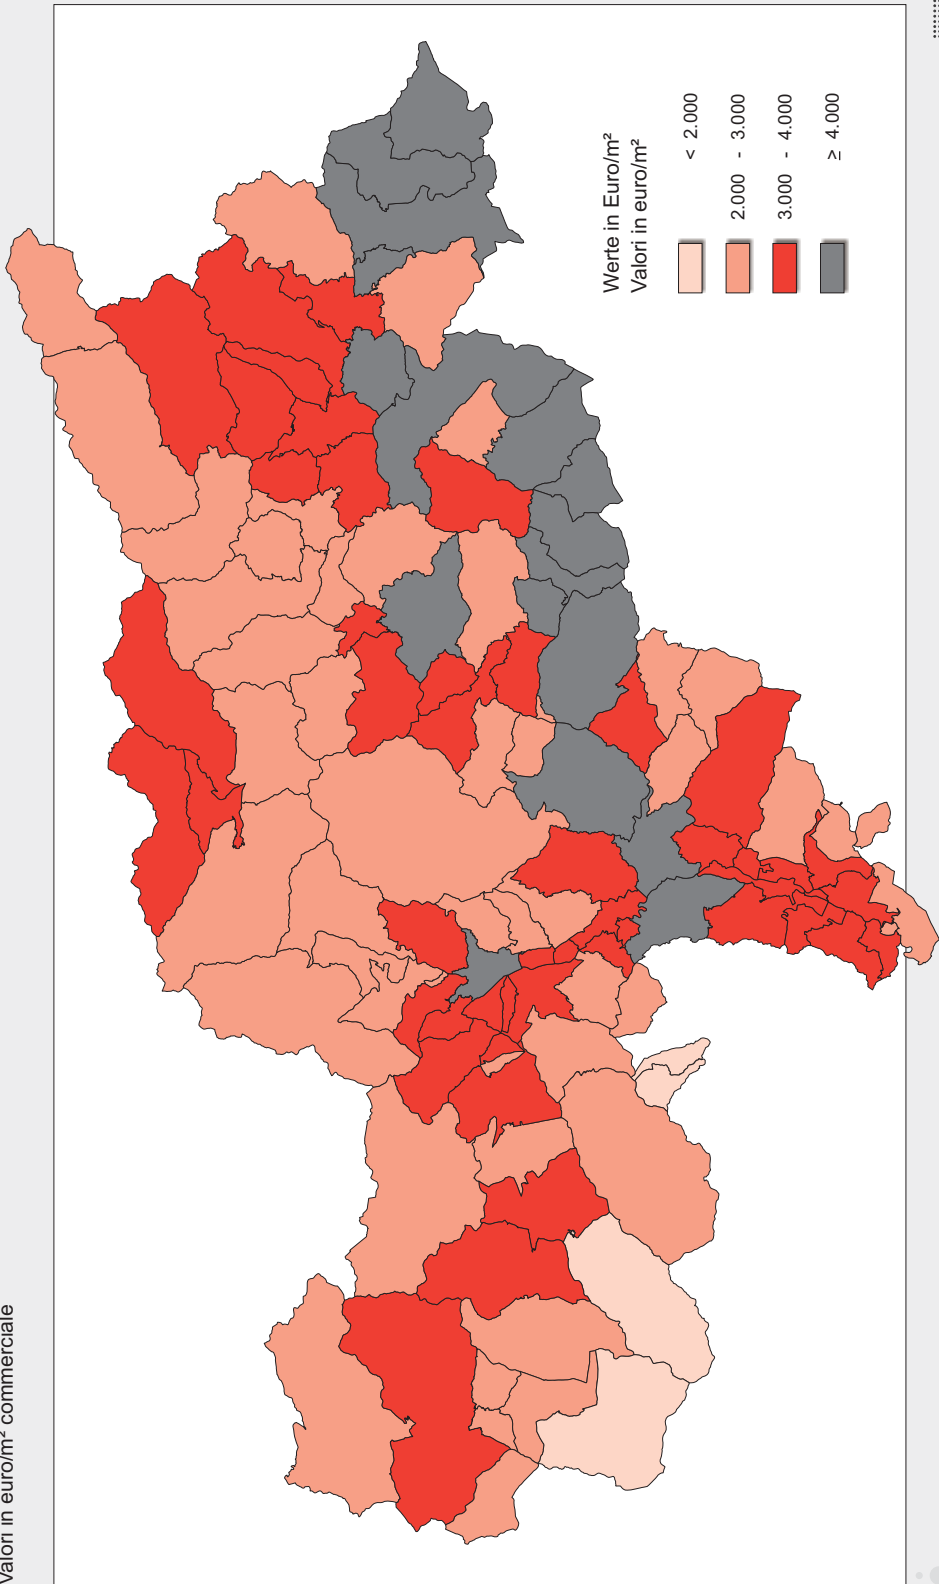 Valori in euro/m² commerciale
Werte in Euro/m²
Valori in euro/m²
< 2.000
2.000 - 3.000
3.000 - 4.000
≥ 4.000